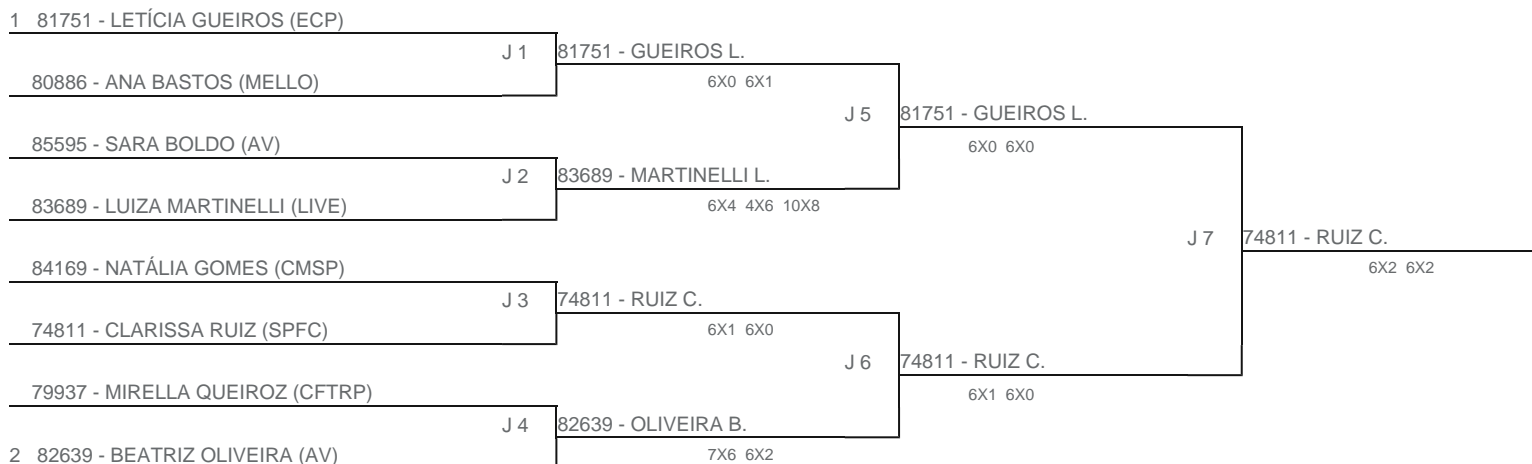 1 81751 - LETÍCIA GUEIROS (ECP)
J 1
81751 - GUEIROS L.
80886 - ANA BASTOS (MELLO)
6X0 6X1
J 5
81751 - GUEIROS L.
85595 - SARA BOLDO (AV)
6X0 6X0
J 2
83689 - MARTINELLI L.
83689 - LUIZA MARTINELLI (LIVE)
6X4 4X6 10X8
J 7
74811 - RUIZ C.
84169 - NATÁLIA GOMES (CMSP)
6X2 6X2
J 3
74811 - RUIZ C.
74811 - CLARISSA RUIZ (SPFC)
6X1 6X0
J 6
74811 - RUIZ C.
79937 - MIRELLA QUEIROZ (CFTRP)
6X1 6X0
J 4
82639 - OLIVEIRA B.
2 82639 - BEATRIZ OLIVEIRA (AV)
7X6 6X2